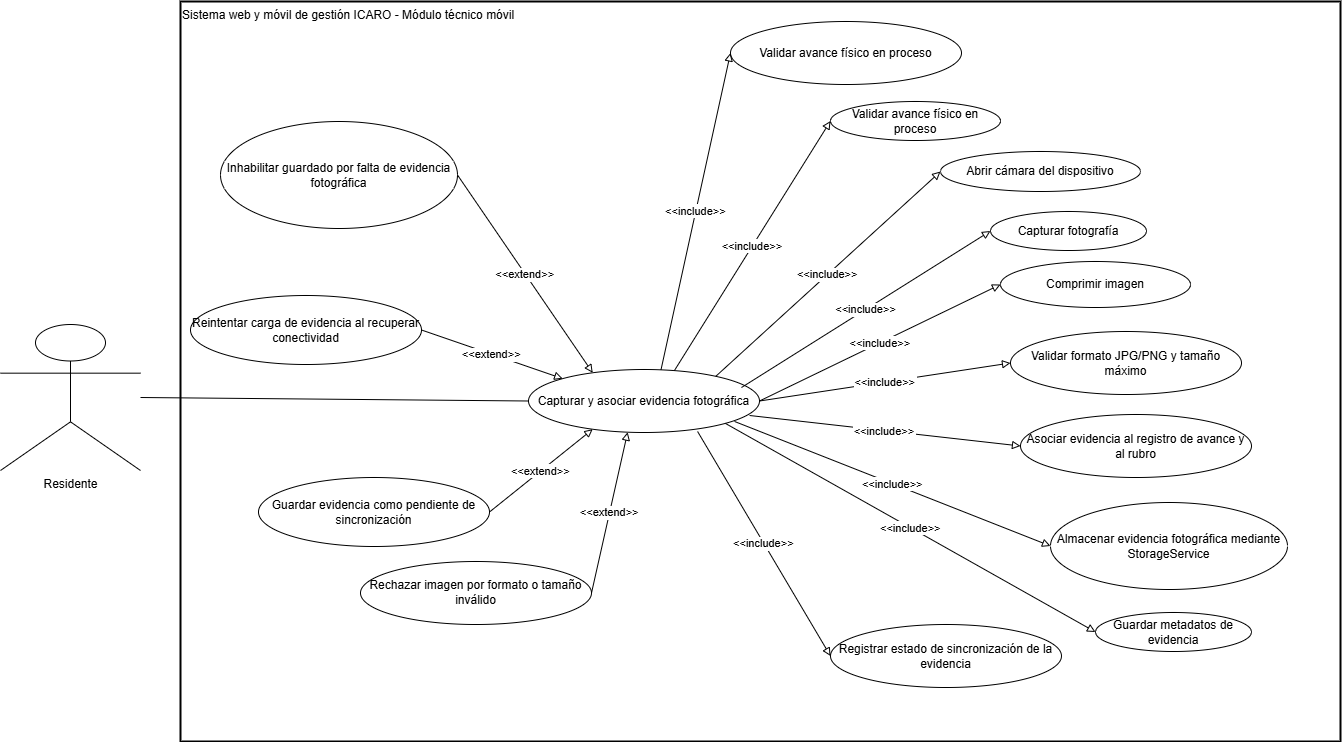 Sistema web y móvil de gestión ICARO - Módulo técnico móvil
Validar avance físico en proceso
Validar avance físico en
proceso
Inhabilitar guardado por falta de evidencia
fotográfica
Abrir cámara del dispositivo
<<include>>
Capturar fotografía
<<include>>
<<extend>>
<<include>>
Comprimir imagen
<<include>>
Reintentar carga de evidencia al recuperar
conectividad
<<include>>
<<extend>>
Validar formato JPG/PNG y tamaño
máximo
<<include>>
Capturar y asociar evidencia fotográfica
<<include>>
Asociar evidencia al registro de avance y
al rubro
<<extend>>
Residente
<<include>>
Guardar evidencia como pendiente de
sincronización
<<extend>>
<<include>>
Almacenar evidencia fotográfica mediante
StorageService
<<include>>
Rechazar imagen por formato o tamaño
inválido
Guardar metadatos de
evidencia
Registrar estado de sincronización de la
evidencia